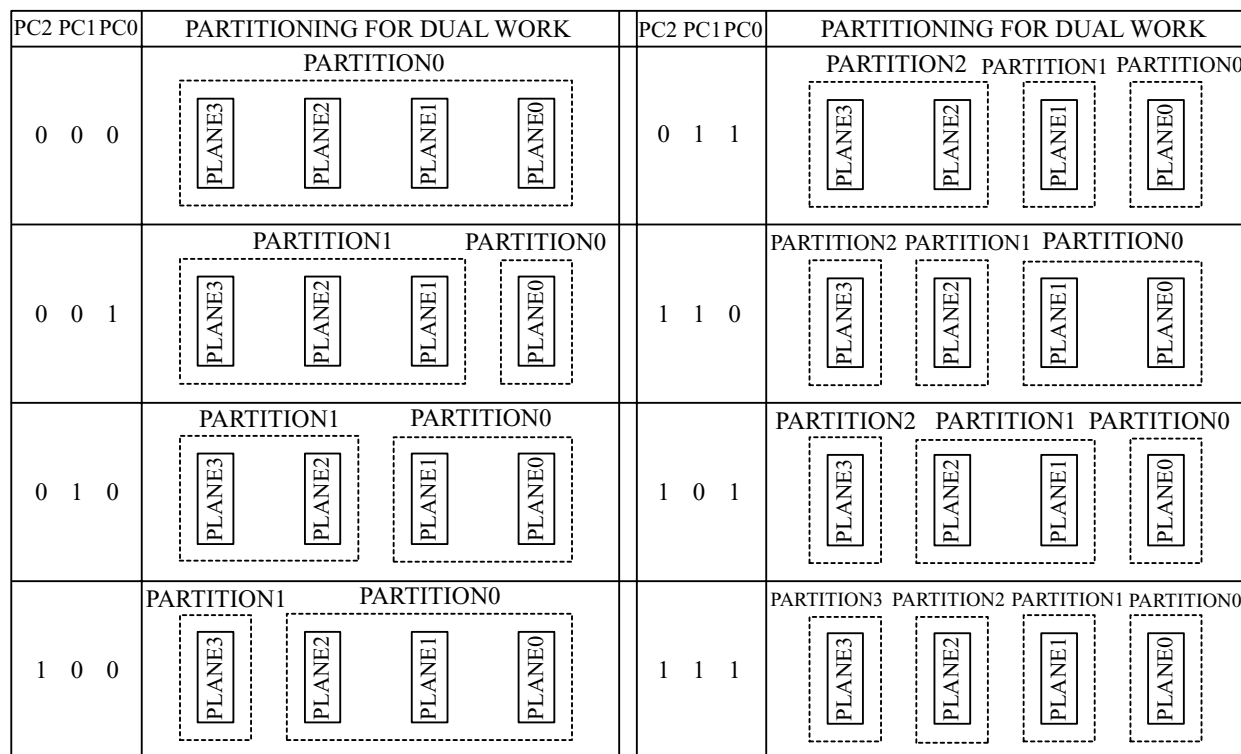 PC2 PC1PC0 PARTITIONING FOR DUAL WORK PC2 PC1PC0 PARTITIONING FOR DUAL WORK
PARTITION0
0 0 0 PLANE3 PLANE2 PLANE1 PLANE0
PARTITION2 PARTITION1 PARTITION0
0 1 1 PLANE3 PLANE2 PLANE1 PLANE0
PARTITION1 PARTITION0
0 0 1 PLANE3 PLANE2 PLANE1 PLANE0
PARTITION2 PARTITION1 PARTITION0
1 1 0 PLANE3 PLANE2 PLANE1 PLANE0
PARTITION1 PARTITION0
0 1 0 PLANE3 PLANE2 PLANE1 PLANE0
PARTITION2 PARTITION1 PARTITION0
1 0 1 PLANE3 PLANE2 PLANE1 PLANE0
PARTITION1 PARTITION0
1 0 0 PLANE3 PLANE2 PLANE1 PLANE0
PARTITION3 PARTITION2 PARTITION1 PARTITION0
1 1 1 PLANE3 PLANE2 PLANE1 PLANE0